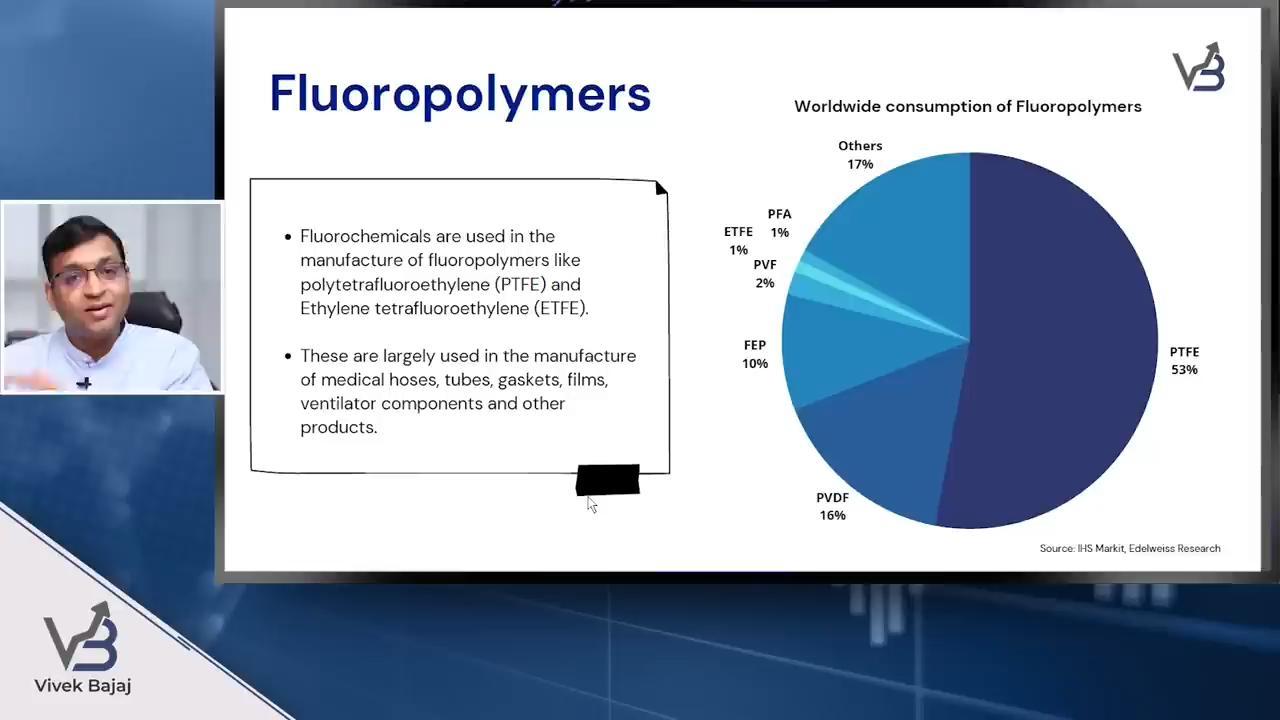 Fluoropolymers
VB
Worldwide consumption of Fluoropolymers
Fluorochemicals are used in the
manufacture of fluoropolymers like
polytetrafluoroethylene (PTFE) and
Ethylene tetrafluoroethylene (ETFE).
These are largely used in the manufacture
of medical hoses, tubes, gaskets, films,
ventilator components and other
products.
Others
17%
PFA
1%
ETFE
1%
PVF
2%
FEP
10%
PTFE
53%
PVDF
16%
Source: IHS Markit, Edelweiss Research
VB
Vivek Bajaj